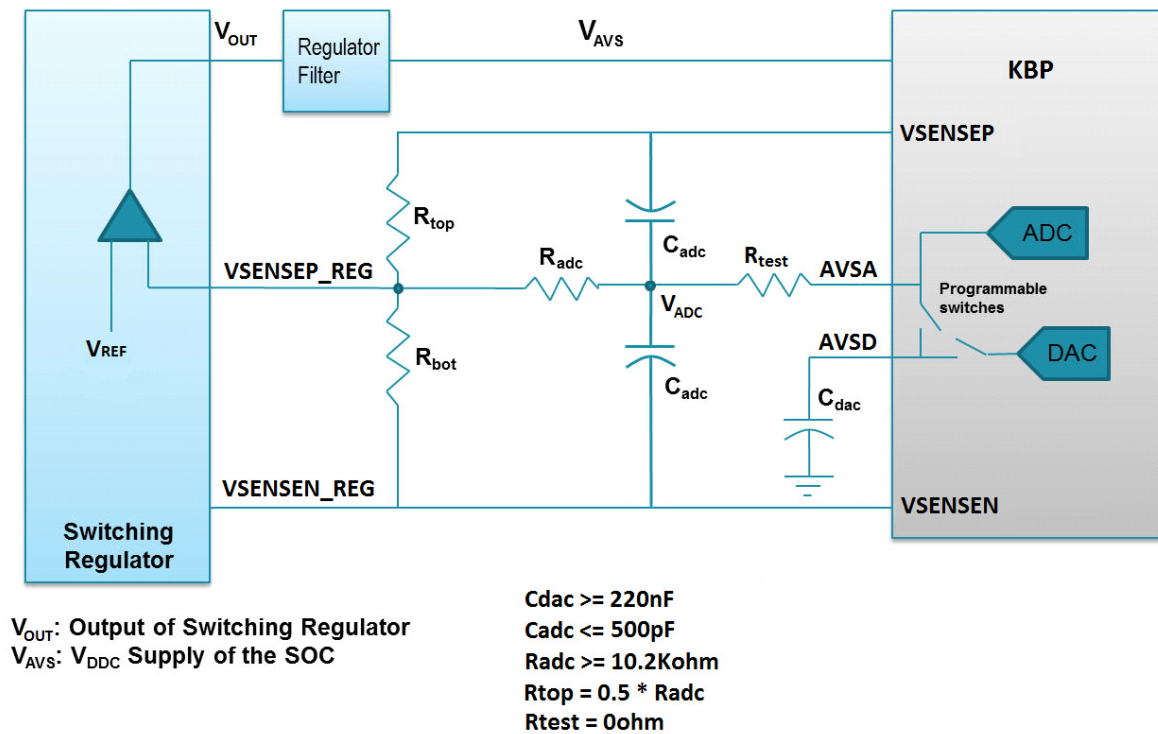 VOUT
Regulator
Filter
VAVS
KBP
VSENSEP
Rtop
Cadc
ADC
Radc
Rtest
AVSA
VSENSEP_REG
Programmable
switches
VADC
VREF
Rbot
AVSD
DAC
Cadc
Cdac
VSENSEN_REG
VSENSEN
Switching
Regulator
Cdac >= 220nF
VOUT: Output of Switching Regulator
Cadc <= 500pF
VAVS: VDDC Supply of the SOC
Radc >= 10.2Kohm
Rtop = 0.5 * Radc
Rtest = 0ohm